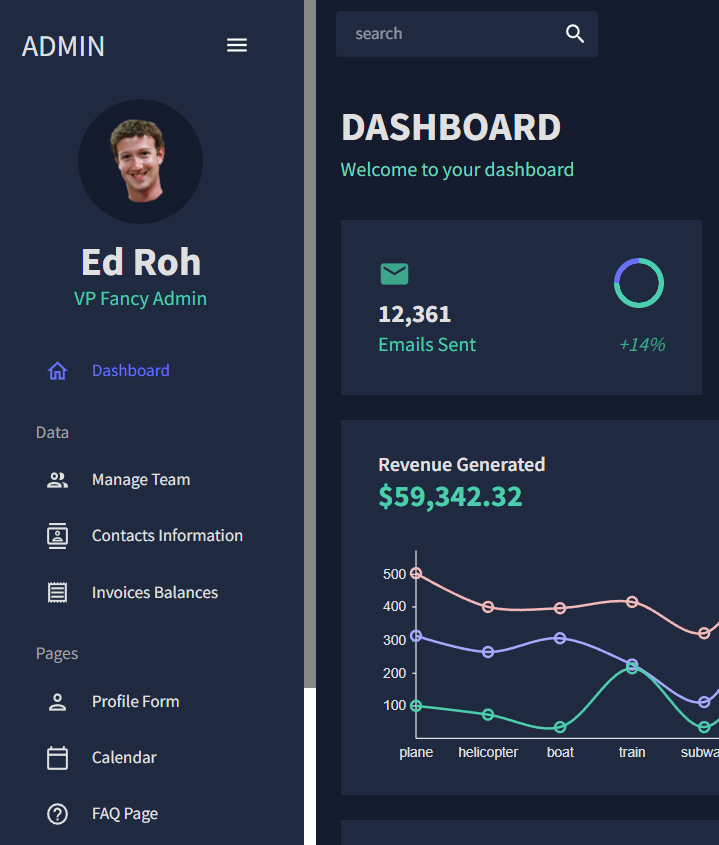 ADMIN
Ed Roh
VP Fancy Admin
Dashboard
Data
Manage Team
Contacts Information
Invoices Balances
Pages
Profile Form
Calendar
FAQ Page
search
DASHBOARD
Welcome to your dashboard
12,361
Emails Sent
+14%
Revenue Generated
$59,342.32
500
400
300
200
100
plane helicopter boat train subwa